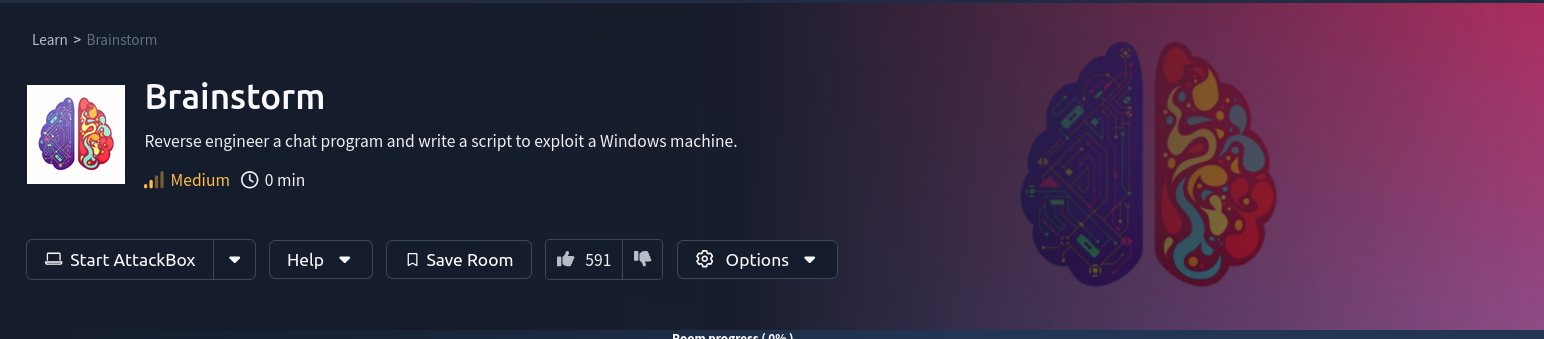 Learn > Brainstorm
Brainstorm
Reverse engineer a chat program and write a script to exploit a Windows machine.
Medium 0 min
Start AttackBox Help Save Room 591 Options
Room progress ( 0% )